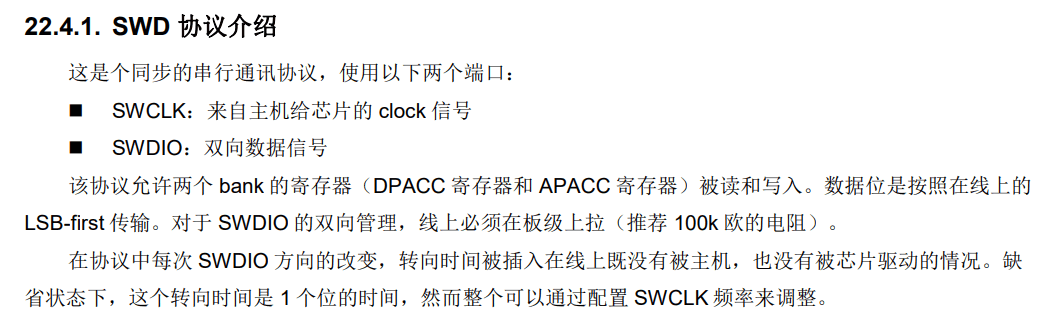 22.4.1. SWD 协议介绍
这是个同步的串行通讯协议，使用以下两个端口：
■ SWCLK：来自主机给芯片的 clock 信号
■ SWDIO：双向数据信号
该协议允许两个 bank 的寄存器（DPACC 寄存器和 APACC 寄存器）被读和写入。数据位是按照在线上的
LSB-first 传输。对于 SWDIO 的双向管理，线上必须在板级上拉（推荐 100k 欧的电阻）。
在协议中每次 SWDIO 方向的改变，转向时间被插入在线上既没有被主机，也没有被芯片驱动的情况。缺
省状态下，这个转向时间是 1 个位的时间，然而整个可以通过配置 SWCLK 频率来调整。